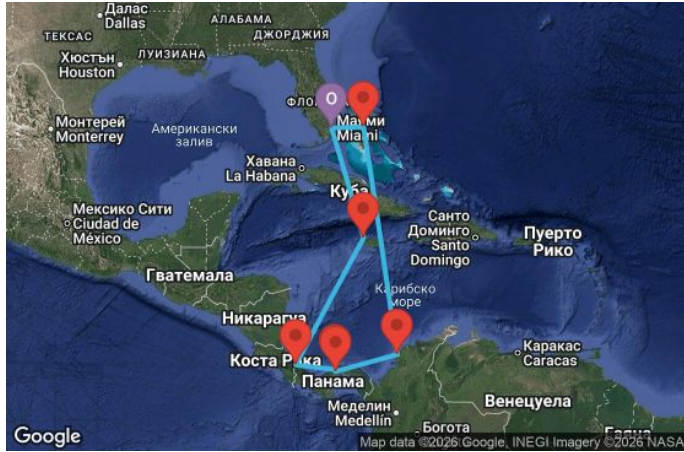 Далас
Dallas
АЛАБАМА
ТЕКСАС
ДЖОРДЖИЯ
Хюстън
Houston
ЛУИЗИАНА
ФЛО
O
Монтерей
Monterrey
Американски
залив
Miami
Хавана
La Habana
Куба
Мексико Сити
Ciudad de
México
Санто
Доминго
Santo
Domingo
Пуерто
Рико
Гватемала
Карибско
море
Никарагуа
Коста Рика
Панама
Каракас
Caracas
Меделин
Medellín
Венецуела
Богота
Google
Map data ©2026 Google, INEGI Imagery ©2026 NASA